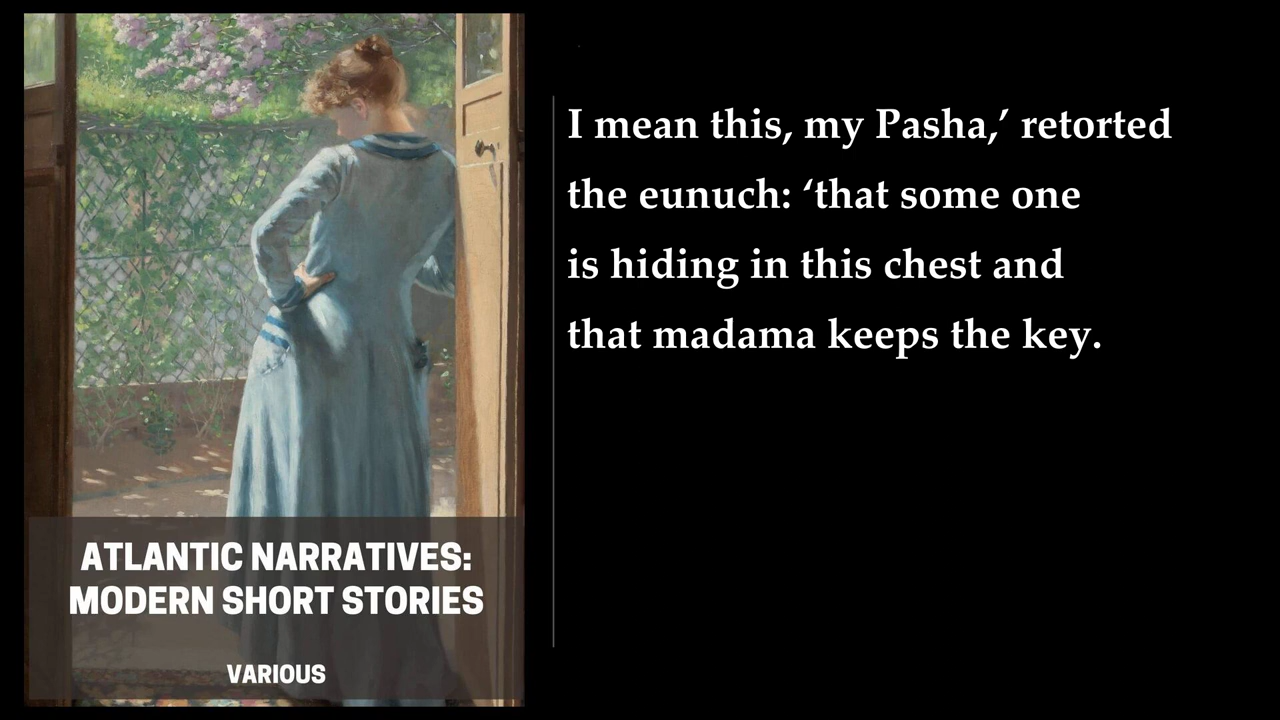 I mean this, my Pasha,’ retorted
the eunuch: ‘that some one
is hiding in this chest and
that madama keeps the key.
ATLANTIC NARRATIVES:
MODERN SHORT STORIES
VARIOUS